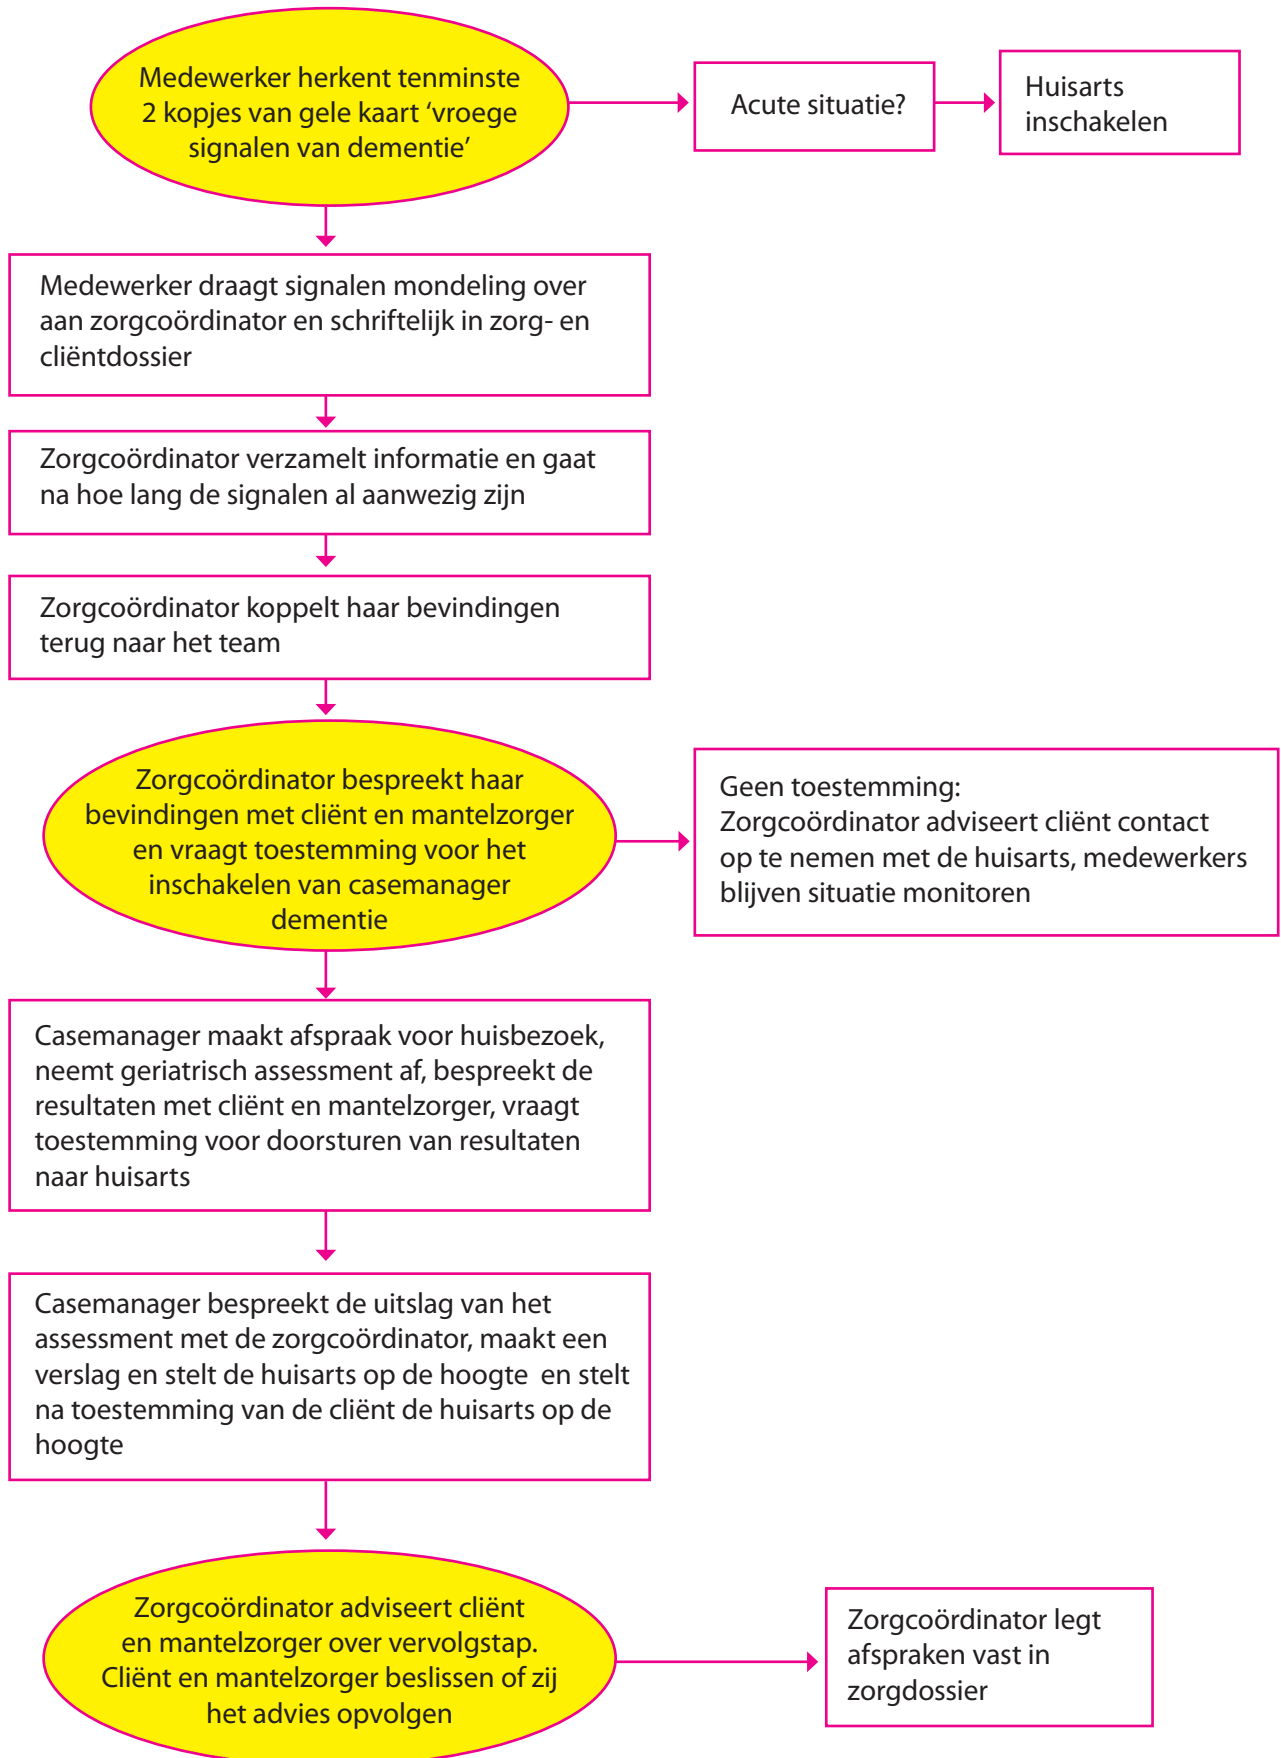 Medewerker herkent tenminste
2 kopjes van gele kaart ‘vroege
signalen van dementie’
Acute situatie?
Huisarts
inschakelen
Medewerker draagt signalen mondeling over
aan zorgcoördinator en schriftelijk in zorg- en
cliëntdossier
Zorgcoördinator verzamelt informatie en gaat
na hoe lang de signalen al aanwezig zijn
Zorgcoördinator koppelt haar bevindingen
terug naar het team
Zorgcoördinator bespreekt haar
bevindingen met cliënt en mantelzorger
en vraagt toestemming voor het
inschakelen van casemanager
dementie
Geen toestemming:
Zorgcoördinator adviseert cliënt contact
op te nemen met de huisarts, medewerkers
blijven situatie monitoren
Casemanager maakt afspraak voor huisbezoek,
neemt geriatrisch assessment af, bespreekt de
resultaten met cliënt en mantelzorger, vraagt
toestemming voor doorsturen van resultaten
naar huisarts
Casemanager bespreekt de uitslag van het
assessment met de zorgcoördinator, maakt een
verslag en stelt de huisarts op de hoogte  en stelt
na toestemming van de cliënt de huisarts op de
hoogte
Zorgcoördinator adviseert cliënt
en mantelzorger over vervolgstap.
Cliënt en mantelzorger beslissen of zij
het advies opvolgen
Zorgcoördinator legt
afspraken vast in
zorgdossier